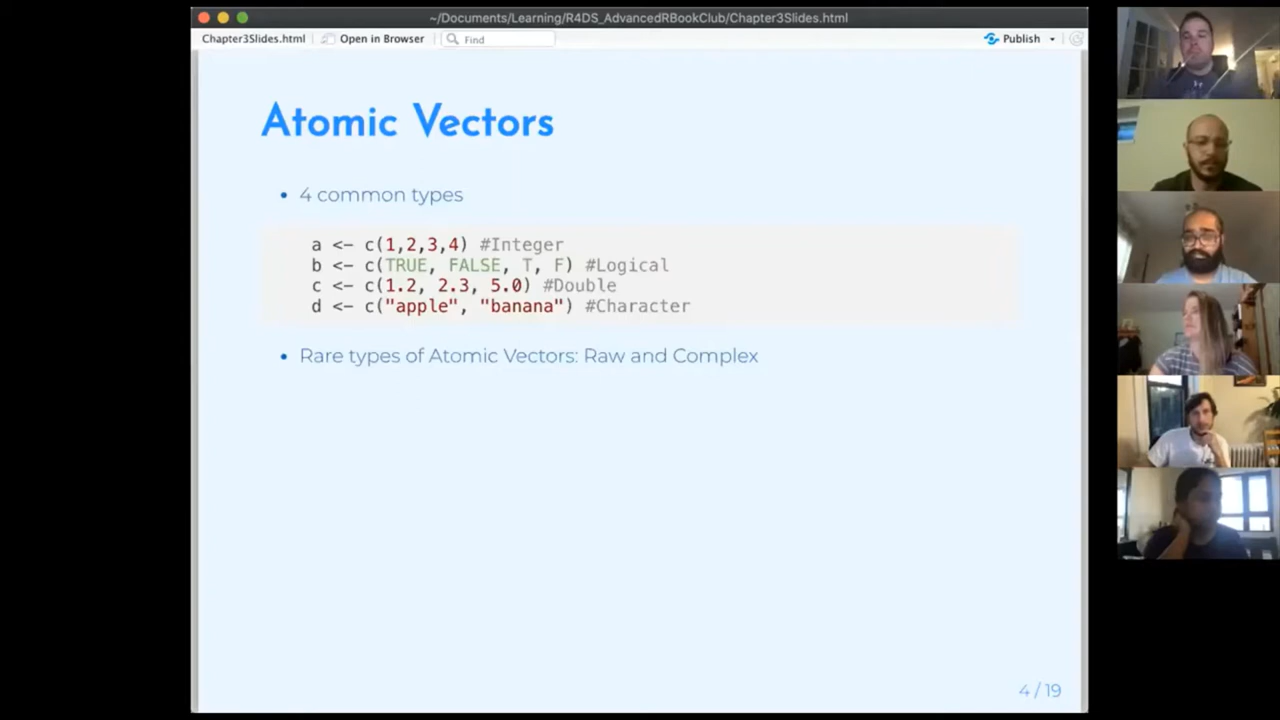 ~/Documents/Learning/R4DS_AdvancedRBookClub/Chapter3Slides.html
Chapter3Slides.html Open in Browser Find Publish
Atomic Vectors
• 4 common types
a <- c(1,2,3,4) #Integer
b <- c(TRUE, FALSE, T, F) #Logical
c <- c(1.2, 2.3, 5.0) #Double
d <- c("apple", "banana") #Character
• Rare types of Atomic Vectors: Raw and Complex
4 / 19